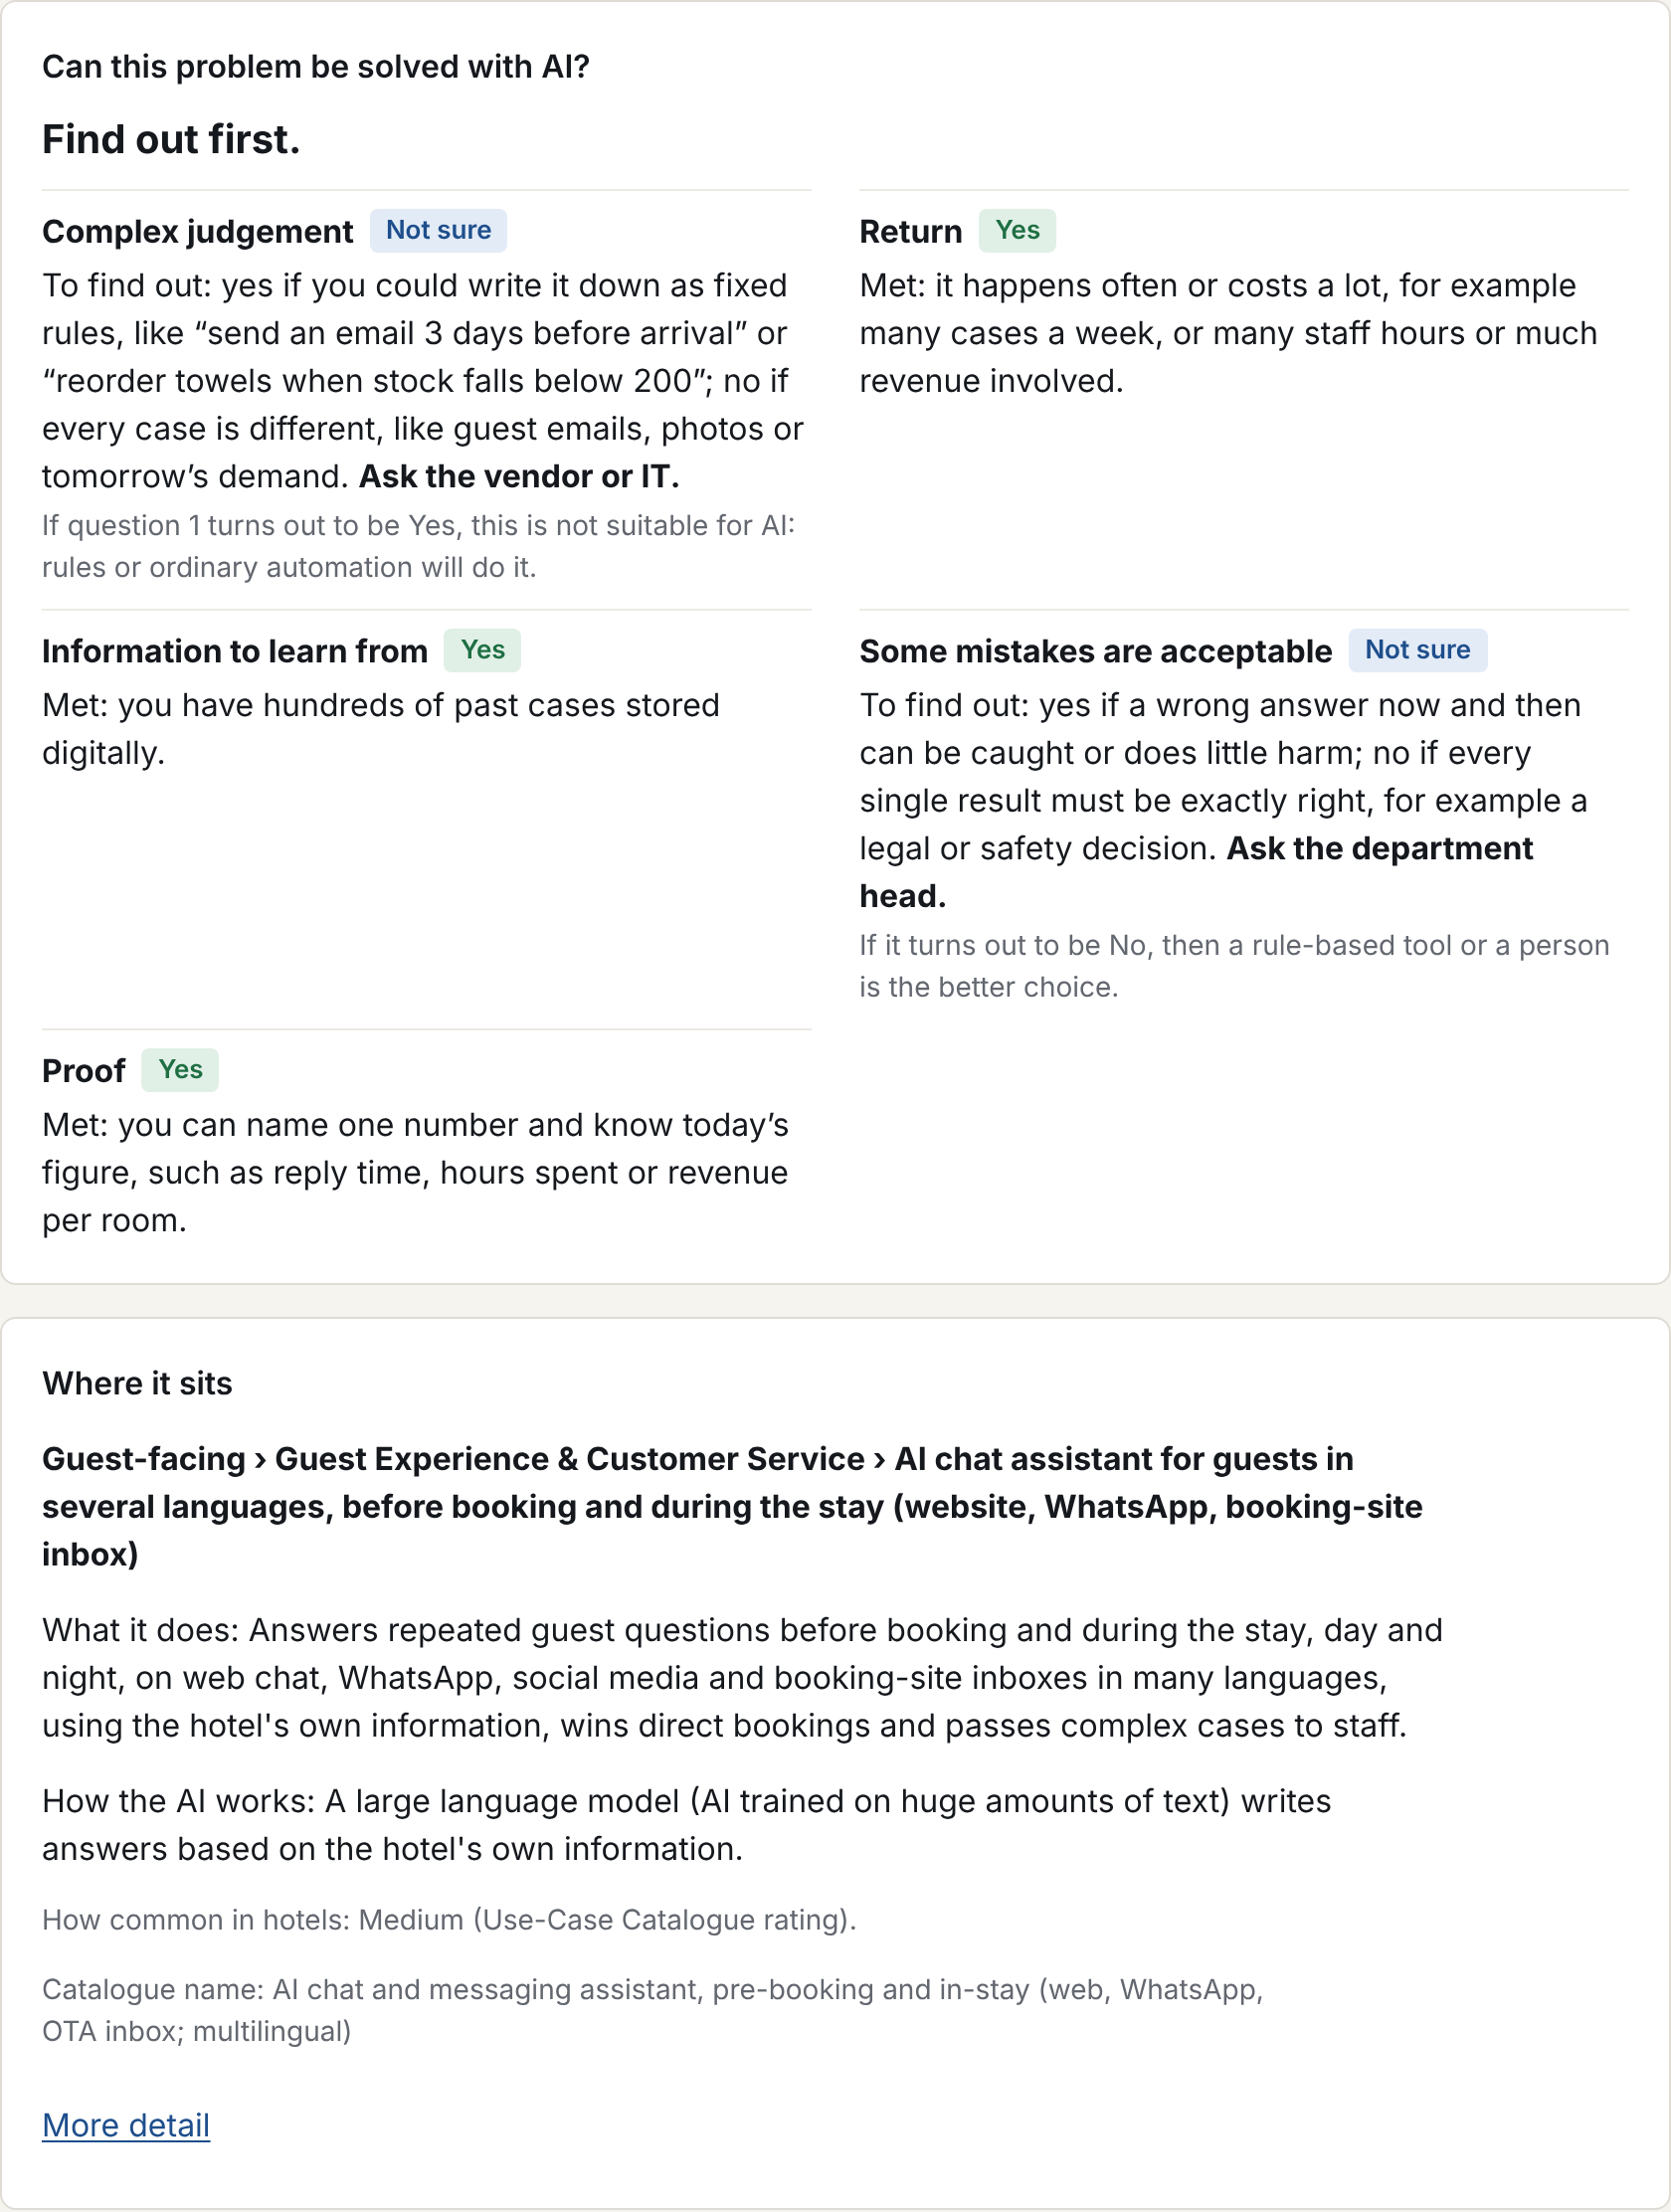 Can this problem be solved with AI?
Find out first.
Complex judgement Not sure
To find out: yes if you could write it down as fixed
rules, like “send an email 3 days before arrival” or
“reorder towels when stock falls below 200”; no if
every case is different, like guest emails, photos or
tomorrow’s demand. Ask the vendor or IT.
If question 1 turns out to be Yes, this is not suitable for AI:
rules or ordinary automation will do it.
Return Yes
Met: it happens often or costs a lot, for example
many cases a week, or many staff hours or much
revenue involved.
Information to learn from Yes
Met: you have hundreds of past cases stored
digitally.
Some mistakes are acceptable Not sure
To find out: yes if a wrong answer now and then
can be caught or does little harm; no if every
single result must be exactly right, for example a
legal or safety decision. Ask the department
head.
If it turns out to be No, then a rule-based tool or a person
is the better choice.
Proof Yes
Met: you can name one number and know today’s
figure, such as reply time, hours spent or revenue
per room.
Where it sits
Guest-facing › Guest Experience & Customer Service › AI chat assistant for guests in
several languages, before booking and during the stay (website, WhatsApp, booking-site
inbox)
What it does: Answers repeated guest questions before booking and during the stay, day and
night, on web chat, WhatsApp, social media and booking-site inboxes in many languages,
using the hotel's own information, wins direct bookings and passes complex cases to staff.
How the AI works: A large language model (AI trained on huge amounts of text) writes
answers based on the hotel's own information.
How common in hotels: Medium (Use-Case Catalogue rating).
Catalogue name: AI chat and messaging assistant, pre-booking and in-stay (web, WhatsApp,
OTA inbox; multilingual)
More detail